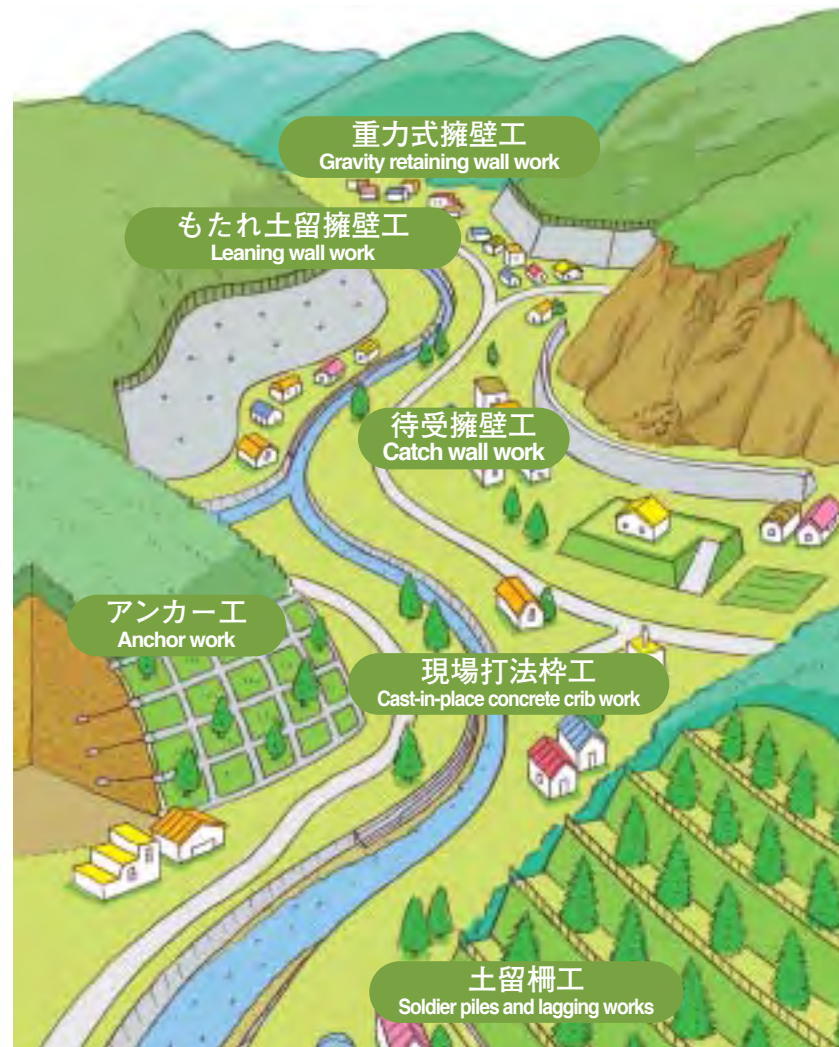 重力式擁壁工
Gravity retaining wall work
もたれ土留擁壁工
Leaning wall work
待受擁壁工
Catch wall work
アンカー工
Anchor work
現場打法枠工
Cast-in-place concrete crib work
土留柵工
Soldier piles and lagging works